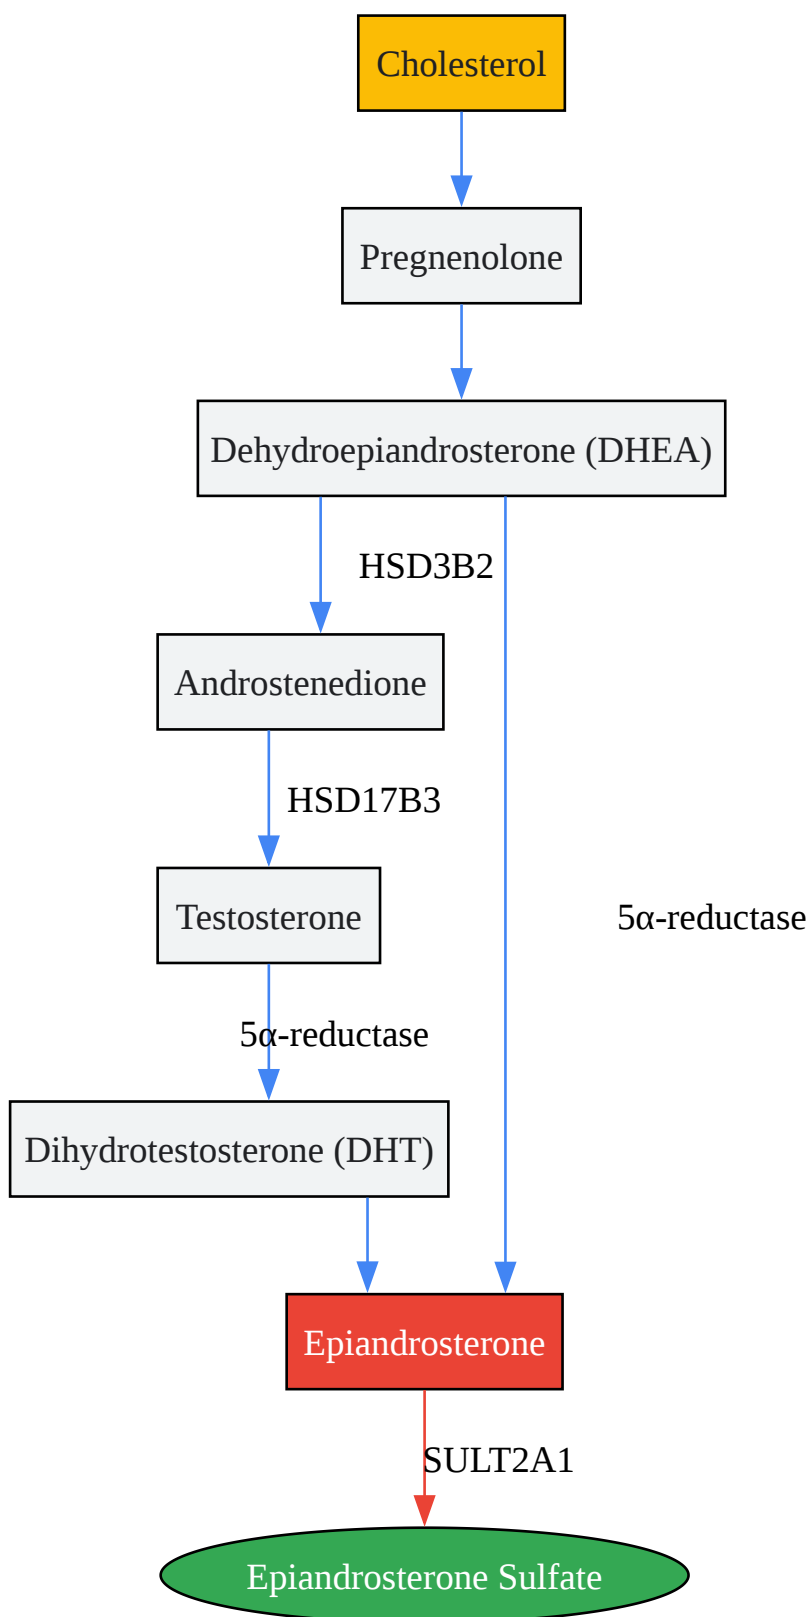 Cholesterol
Pregnenolone
Dehydroepiandrosterone (DHEA)
HSD3B2
Androstenedione
HSD17B3
Testosterone
5α-reductase
5α-reductase
Dihydrotestosterone (DHT)
Epiandrosterone
SULT2A1
Epiandrosterone Sulfate